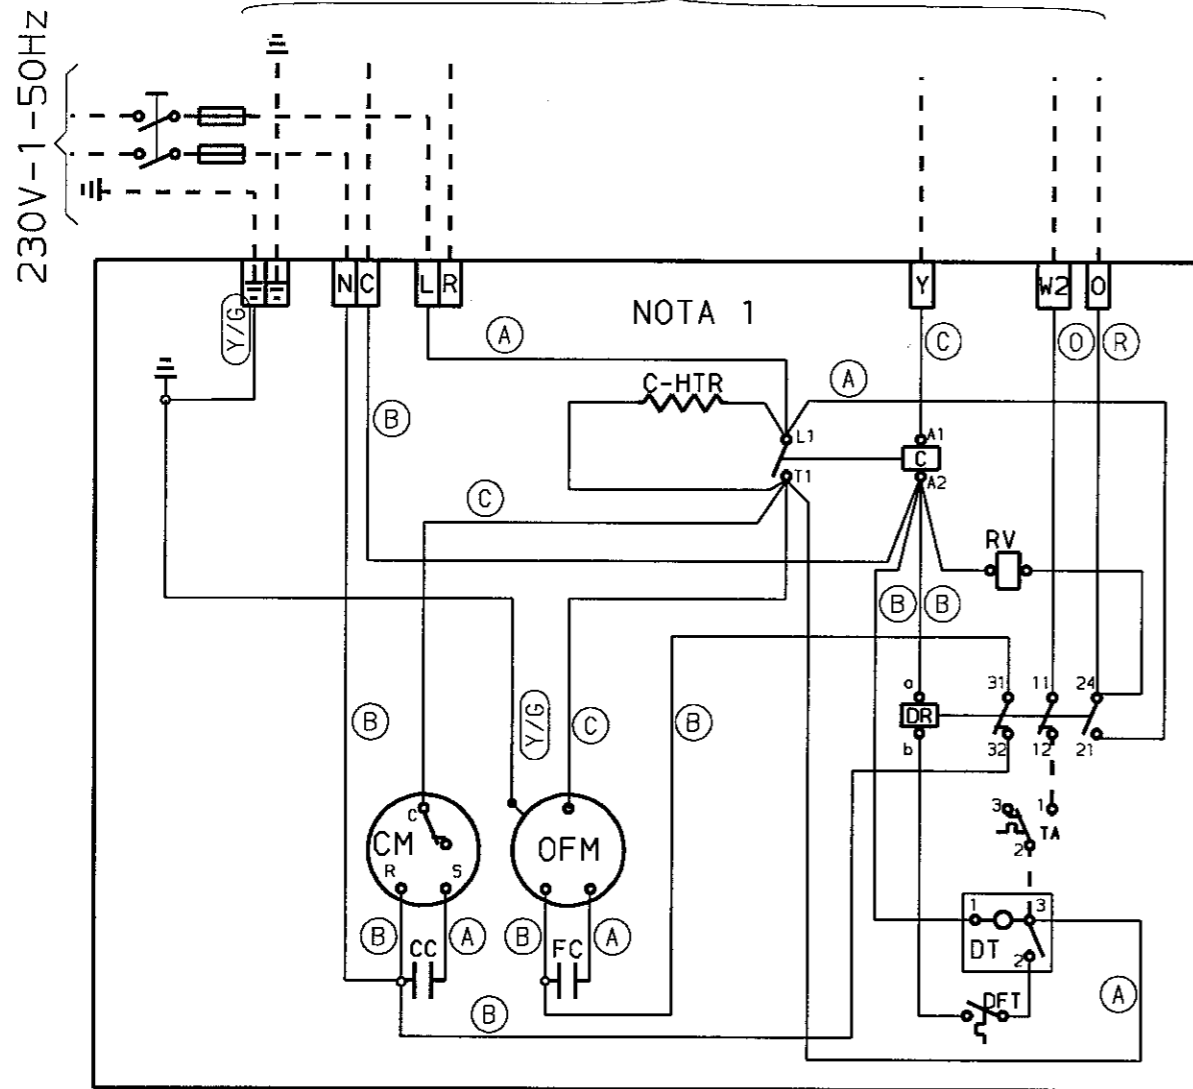 230V-1-50Hz
N C L R Y W2 O
Y/G
NOTA 1
A
C
O
R
C-HTR
A
B
L1
A1
C
T1
A2
C
RV
B
B
a
31
11
24
DR
b
32
12
21
B
Y/G
C
B
C
CM
R
S
OFM
3
1
TA
2
B
A
B
A
CC
FC
1
3
DT
2
DFT
A
B